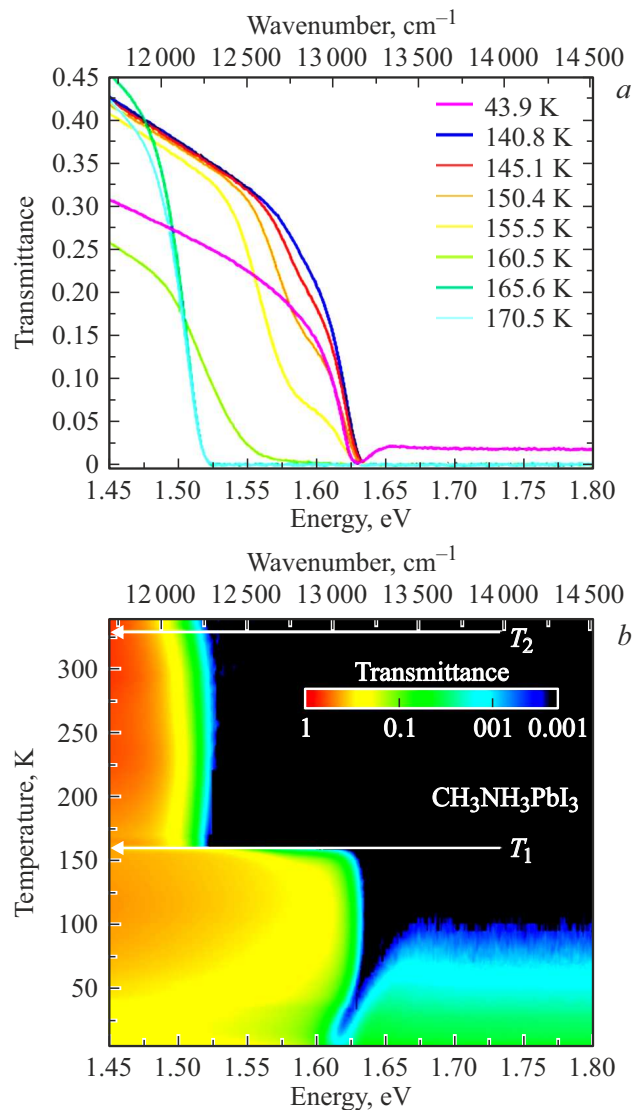 Wavenumber, cm⁻¹
12 000 12 500 13 000 13 500 14 000 14 500
a
0.45
0.40
0.35
0.30
0.25
0.20
0.15
0.10
0.05
0
Transmittance
43.9 K
140.8 K
145.1 K
150.4 K
155.5 K
160.5 K
165.6 K
170.5 K
1.45 1.50 1.55 1.60 1.65 1.70 1.75 1.80
Energy, eV
Wavenumber, cm⁻¹
12 000 12 500 13 000 13 500 14 000 14 500
b
T₂
Transmittance
1 0.1 001 0.001
CH₃NH₃PbI₃
T₁
300
250
200
150
100
50
Temperature, K
1.45 1.50 1.55 1.60 1.65 1.70 1.75 1.80
Energy, eV